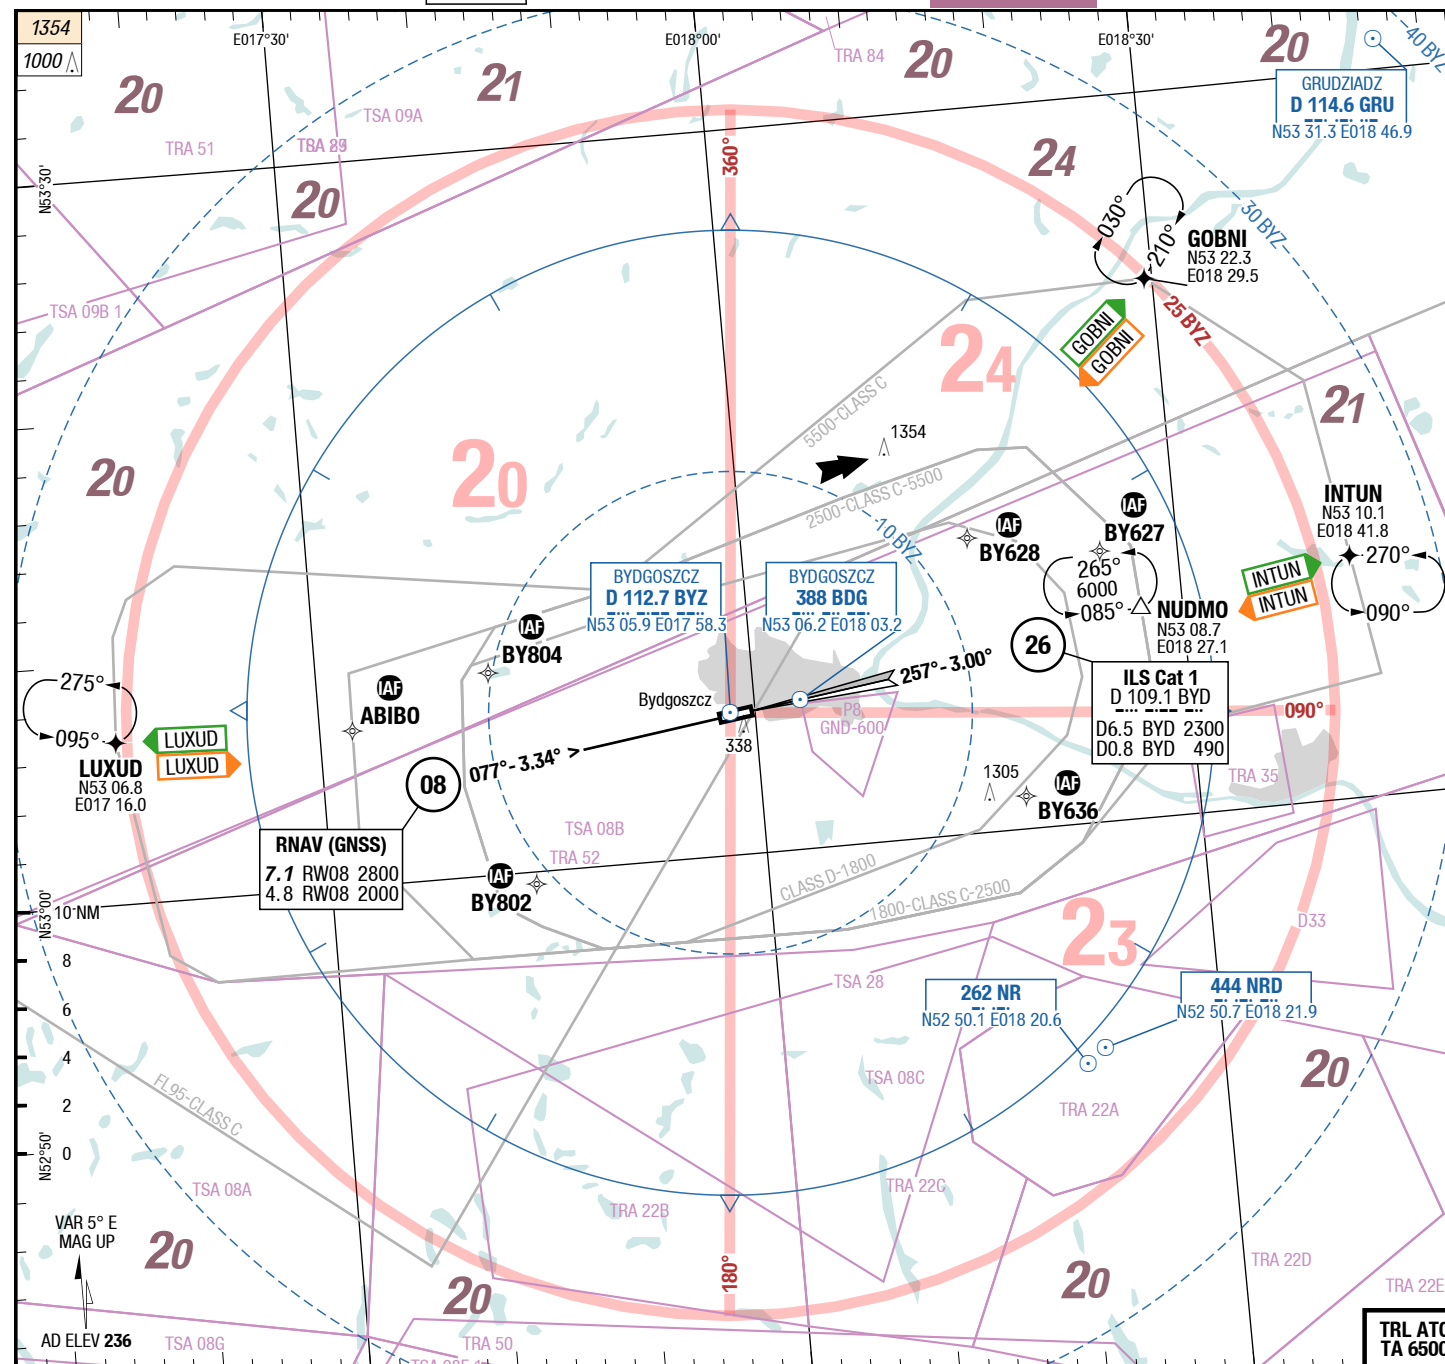 1354
1000
E017°30'
E018°00'
E018°30'
40 BYZ
20
21
20
20
TRA 84
TSA 09A
TRA 51
GRUDZIADZ
D 114.6 GRU
N53 31.3 E018 46.9
N53°30'
20
24
360°
030°
210°
30 BYZ
GOBNI
N53 22.3
E018 29.5
TSA 09B 1
25 BYZ
GOBNI
GOBNI
24
5500-CLASS C
21
1354
20
20
2500-CLASS C-5500
10 BYZ
IAF
BY628
IAF
BY627
INTUN
N53 10.1
E018 41.8
270°
090°
INTUN
INTUN
265°
6000
085°
NUDMO
N53 08.7
E018 27.1
BYDGOSZCZ
D 112.7 BYZ
N53 05.9 E017 58.3
BYDGOSZCZ
388 BDG
N53 06.2 E018 03.2
IAF
BY804
26
257°- 3.00°
ILS Cat 1
D 109.1 BYD
D6.5 BYD 2300
D0.8 BYD 490
275°
095°
IAF
ABIBO
Bydgoszcz
P8
GND-600
090°
LUXUD
LUXUD
LUXUD
N53 06.8
E017 16.0
338
077°- 3.34° >
08
1305
IAF
BY636
TRA 35
RNAV (GNSS)
7.1 RW08 2800
4.8 RW08 2000
TSA 08B
TRA 52
IAF
BY802
CLASS D-1800
1800-CLASS C-2500
N53°00'
10 NM
8
6
4
2
0
23
D33
TSA 28
262 NR
N52 50.1 E018 20.6
444 NRD
N52 50.7 E018 21.9
FL95-CLASS C
TSA 08C
TRA 22A
20
N52°50'
TSA 08A
TRA 22B
TRA 22C
VAR 5° E
MAG UP
20
180°
20
20
TRA 22D
TRA 22E
AD ELEV 236
TSA 08G
TRA 50
TRL ATC
TA 6500